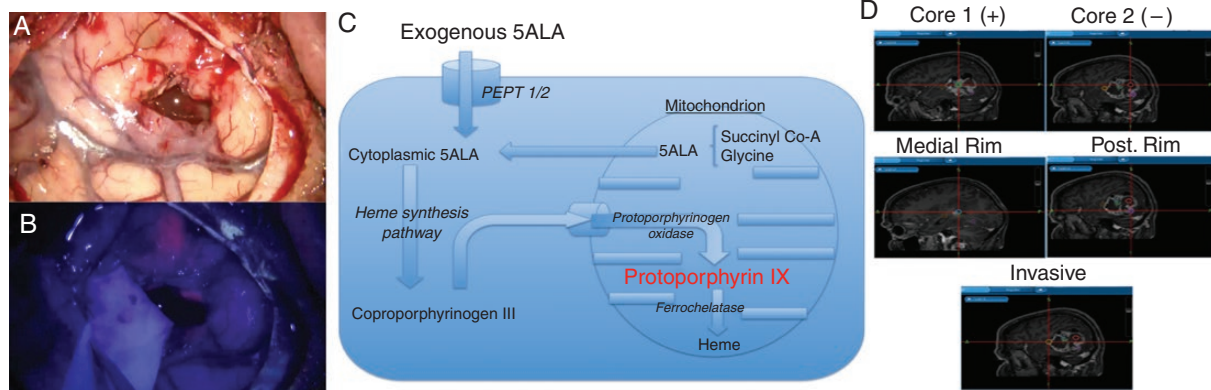 A
B
C
Exogenous 5ALA
PEPT 1/2
Mitochondrion
Succinyl Co-A
Glycine
5ALA
Cytoplasmic 5ALA
Heme synthesis
pathway
Protoporphyrinogen
oxidase
Protoporphyrin IX
Ferrochelatase
Coproporphyrinogen III
Heme
D
Core 1 (+)
Core 2 (−)
Medial Rim
Post. Rim
Invasive